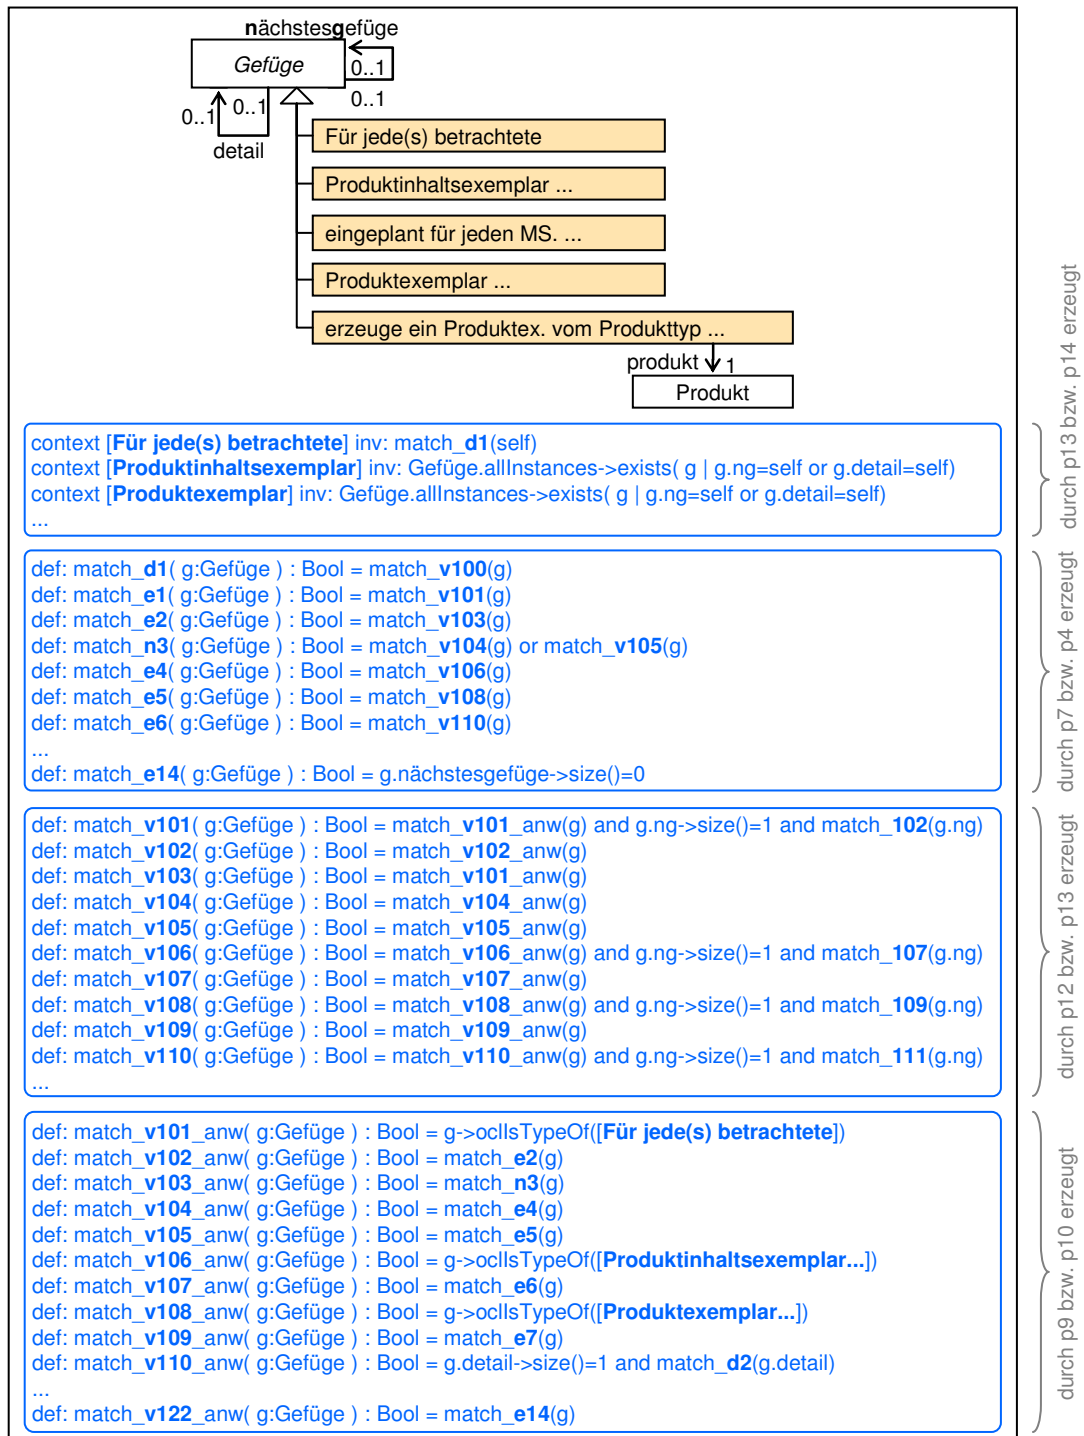 nächstesgefüge
Gefüge
0..1
0..1
0..1
0..1
detail
Für jede(s) betrachtete
Produktinhaltsexemplar ...
eingeplant für jeden MS. ...
Produktexemplar ...
erzeuge ein Produktex. vom Produkttyp ...
produkt
1
Produkt
context [Für jede(s) betrachtete] inv: match_d1(self)
context [Produktinhaltsexemplar] inv: Gefüge.allInstances->exists( g | g.ng=self or g.detail=self)
context [Produktexemplar] inv: Gefüge.allInstances->exists( g | g.ng=self or g.detail=self)
...
durch p13 bzw. p14 erzeugt
def: match_d1( g:Gefüge ) : Bool = match_v100(g)
def: match_e1( g:Gefüge ) : Bool = match_v101(g)
def: match_e2( g:Gefüge ) : Bool = match_v103(g)
def: match_n3( g:Gefüge ) : Bool = match_v104(g) or match_v105(g)
def: match_e4( g:Gefüge ) : Bool = match_v106(g)
def: match_e5( g:Gefüge ) : Bool = match_v108(g)
def: match_e6( g:Gefüge ) : Bool = match_v110(g)
...
def: match_e14( g:Gefüge ) : Bool = g.nächstesgefüge->size()=0
durch p7 bzw. p4 erzeugt
def: match_v101( g:Gefüge ) : Bool = match_v101_anw(g) and g.ng->size()=1 and match_102(g.ng)
def: match_v102( g:Gefüge ) : Bool = match_v102_anw(g)
def: match_v103( g:Gefüge ) : Bool = match_v101_anw(g)
def: match_v104( g:Gefüge ) : Bool = match_v104_anw(g)
def: match_v105( g:Gefüge ) : Bool = match_v105_anw(g)
def: match_v106( g:Gefüge ) : Bool = match_v106_anw(g) and g.ng->size()=1 and match_107(g.ng)
def: match_v107( g:Gefüge ) : Bool = match_v107_anw(g)
def: match_v108( g:Gefüge ) : Bool = match_v108_anw(g) and g.ng->size()=1 and match_109(g.ng)
def: match_v109( g:Gefüge ) : Bool = match_v109_anw(g)
def: match_v110( g:Gefüge ) : Bool = match_v110_anw(g) and g.ng->size()=1 and match_111(g.ng)
...
durch p12 bzw. p13 erzeugt
def: match_v101_anw( g:Gefüge ) : Bool = g->oclIsTypeOf([Für jede(s) betrachtete])
def: match_v102_anw( g:Gefüge ) : Bool = match_e2(g)
def: match_v103_anw( g:Gefüge ) : Bool = match_n3(g)
def: match_v104_anw( g:Gefüge ) : Bool = match_e4(g)
def: match_v105_anw( g:Gefüge ) : Bool = match_e5(g)
def: match_v106_anw( g:Gefüge ) : Bool = g->oclIsTypeOf([Produktinhaltsexemplar...])
def: match_v107_anw( g:Gefüge ) : Bool = match_e6(g)
def: match_v108_anw( g:Gefüge ) : Bool = g->oclIsTypeOf([Produktexemplar...])
def: match_v109_anw( g:Gefüge ) : Bool = match_e7(g)
def: match_v110_anw( g:Gefüge ) : Bool = g.detail->size()=1 and match_d2(g.detail)
...
def: match_v122_anw( g:Gefüge ) : Bool = match_e14(g)
durch p9 bzw. p10 erzeugt